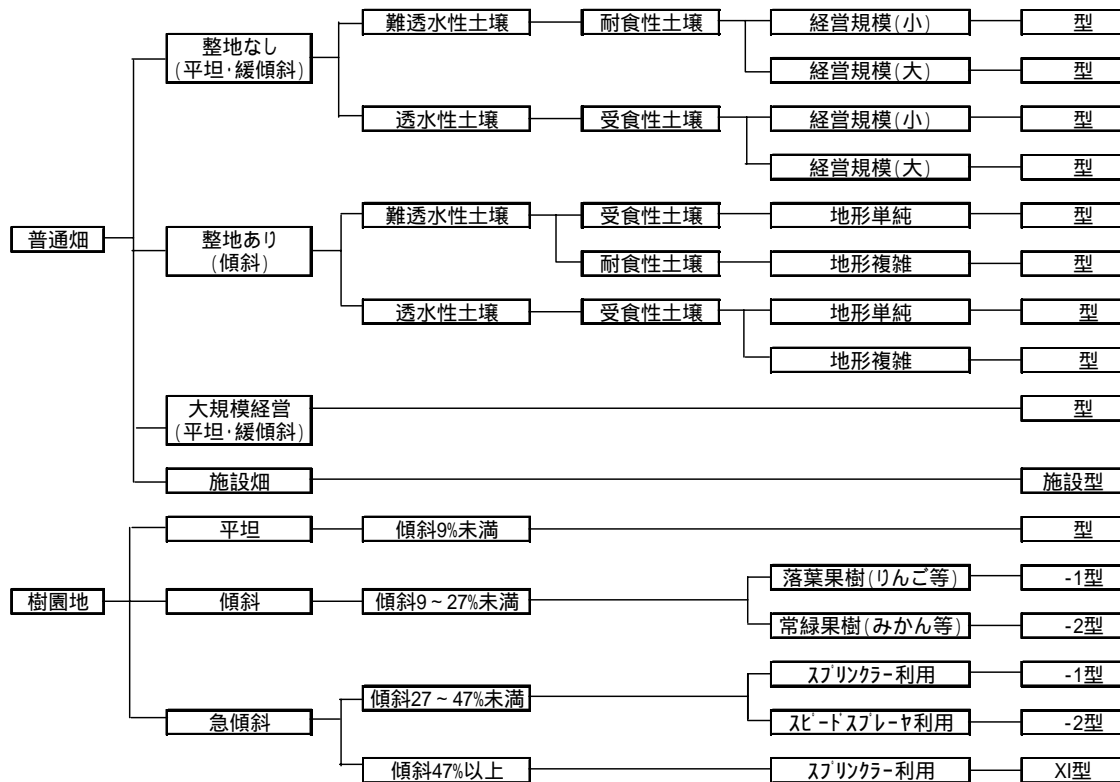 難透水性土壌 耐食性土壌 経営規模(小) 型
整地なし
(平坦・緩傾斜)
経営規模(大) 型
透水性土壌 受食性土壌 経営規模(小) 型
経営規模(大) 型
難透水性土壌 受食性土壌 地形単純 型
普通畑 整地あり
(傾斜)
耐食性土壌 地形複雑 型
透水性土壌 受食性土壌 地形単純 型
地形複雑 型
大規模経営
(平坦・緩傾斜)
型
施設畑 施設型
平坦 傾斜9%未満 型
落葉果樹(りんご等) -1型
樹園地 傾斜 傾斜9~27%未満
常緑果樹(みかん等) -2型
スプリンクラー利用 -1型
傾斜27~47%未満
急傾斜 スピードスプレーヤ利用 -2型
傾斜47%以上 スプリンクラー利用 XI型